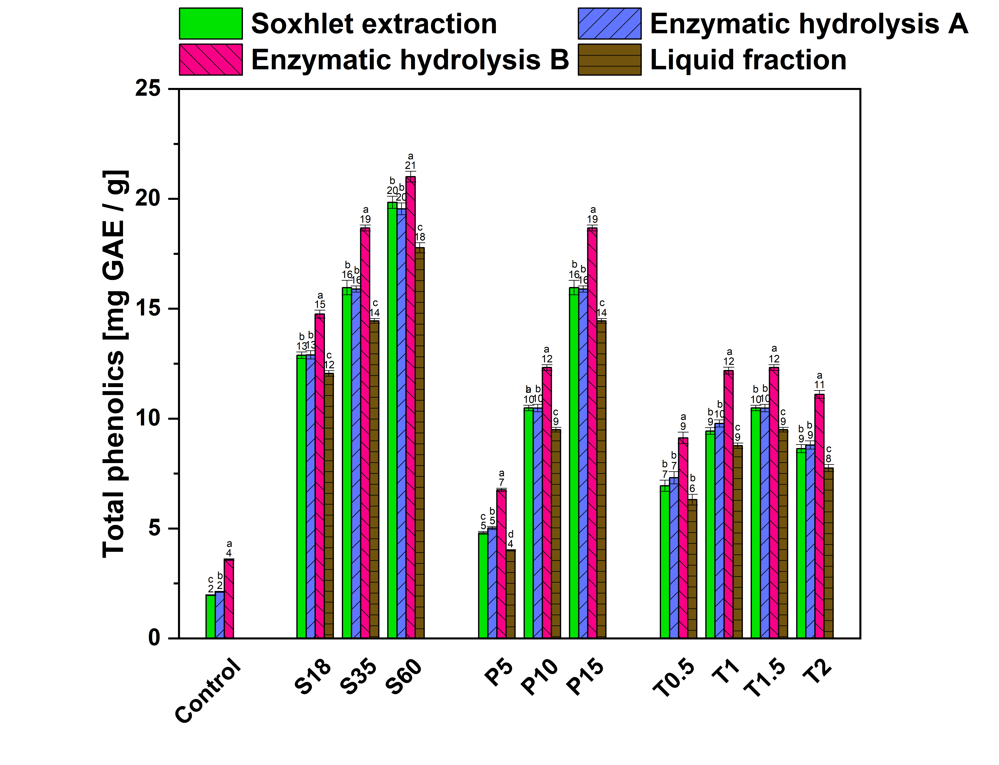 Soxhlet extraction
Enzymatic hydrolysis A
Enzymatic hydrolysis B
Liquid fraction
Total phenolics [mg GAE / g]
25
20
15
10
5
0
c b a
2 2 4
b b a c
13 13 15 12
b b a c
16 16 19 14
b b a c
20 20 21 18
c b a d
5 5 7 4
b b a c
10 10 12 9
b b a c
16 16 19 14
b b a b
7 7 9 6
b b a c
9 10 12 9
b b a c
10 10 12 9
b b a c
9 9 11 8
Control
S18
S35
S60
P5
P10
P15
T0.5
T1
T1.5
T2